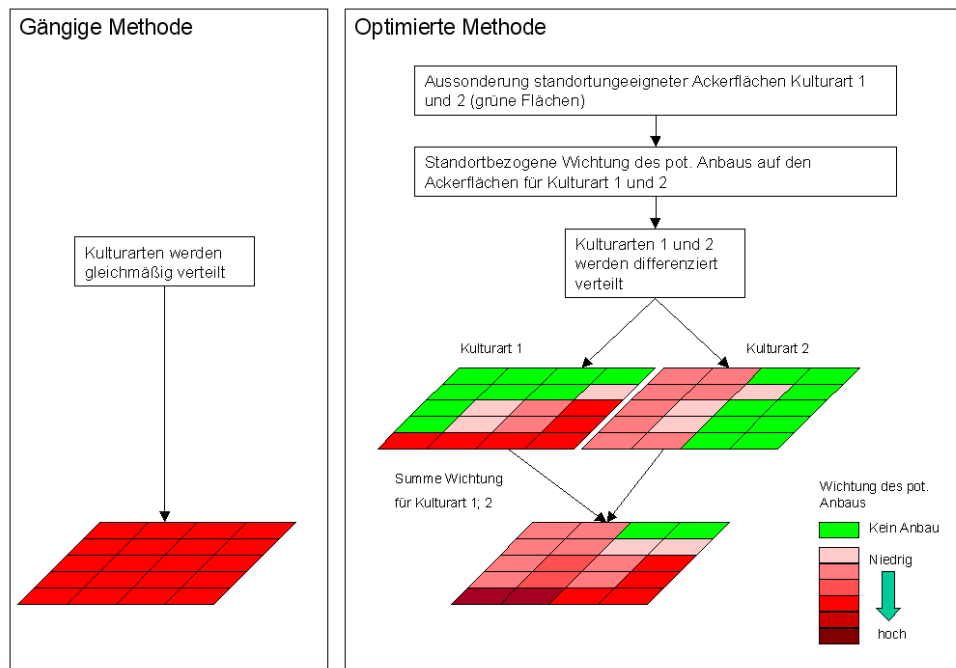 Gängige Methode
Kulturarten werden
gleichmäßig verteilt
Optimierte Methode
Aussonderung standortungeeigneter Ackerflächen Kulturart 1
und 2 (grüne Flächen)
Standortbezogene Wichtung des pot. Anbaus auf den
Ackerflächen für Kulturart 1 und 2
Kulturarten 1 und 2
werden differenziert
verteilt
Kulturart 1
Kulturart 2
Summe Wichtung
für Kulturart 1; 2
Wichtung des pot.
Anbaus
Kein Anbau
Niedrig
hoch